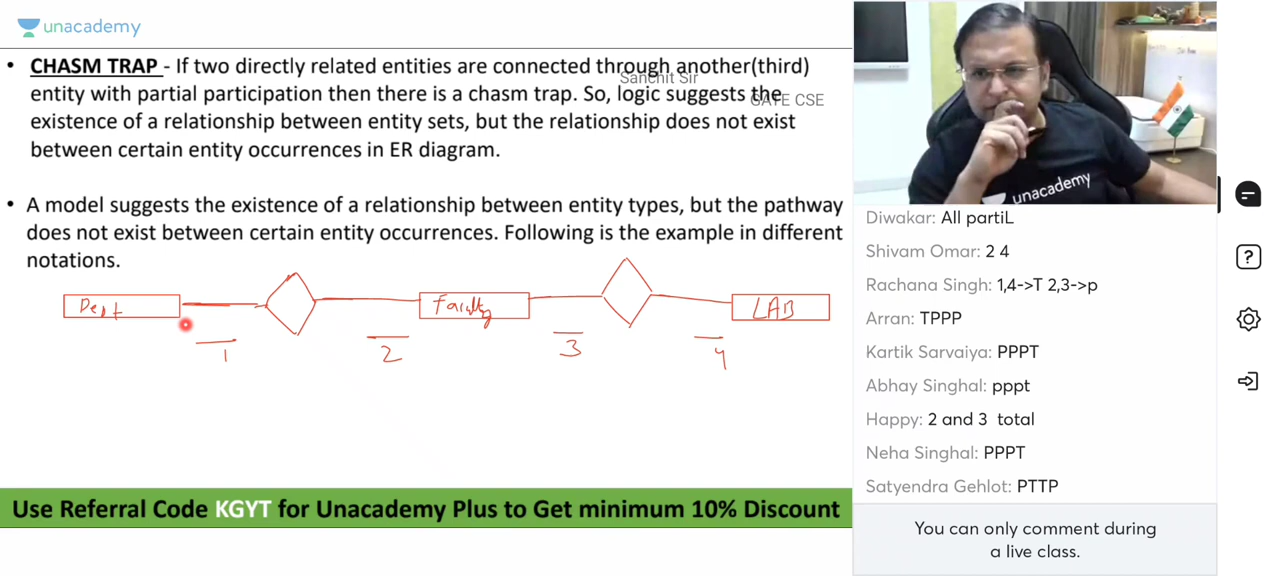 unacademy
• CHASM TRAP - If two directly related entities are connected through another(third)
Sanchit Sir
entity with partial participation then there is a chasm trap. So, logic suggests the
GATE CSE
existence of a relationship between entity sets, but the relationship does not exist
between certain entity occurrences in ER diagram.
• A model suggests the existence of a relationship between entity types, but the pathway
does not exist between certain entity occurrences. Following is the example in different
notations.
Dept Faculty LAB
1 2 3 4
Use Referral Code KGYT for Unacademy Plus to Get minimum 10% Discount
unacademy
Diwakar: All partiL
Shivam Omar: 2 4
Rachana Singh: 1,4->T 2,3->p
Arran: TPPP
Kartik Sarvaiya: PPPT
Abhay Singhal: pppt
Happy: 2 and 3 total
Neha Singhal: PPPT
Satyendra Gehlot: PTTP
You can only comment during
a live class.
?